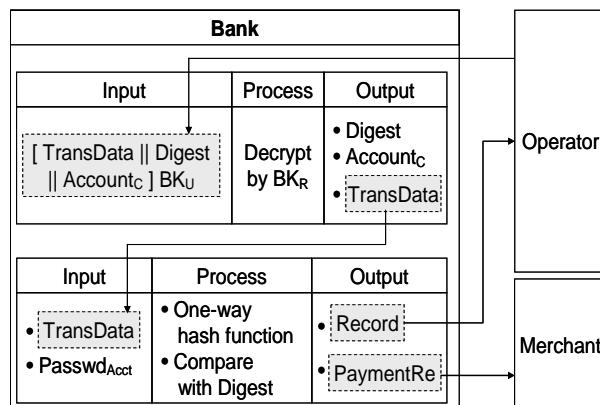 Bank
Input Process Output
[ TransData || Digest
|| AccountC ] BKU
Decrypt
by BKR
• Digest
• AccountC
• TransData
Operator
Input Process Output
• TransData
• PasswdAcct
• One-way
hash function
• Compare
with Digest
• Record
• PaymentRe
Merchant